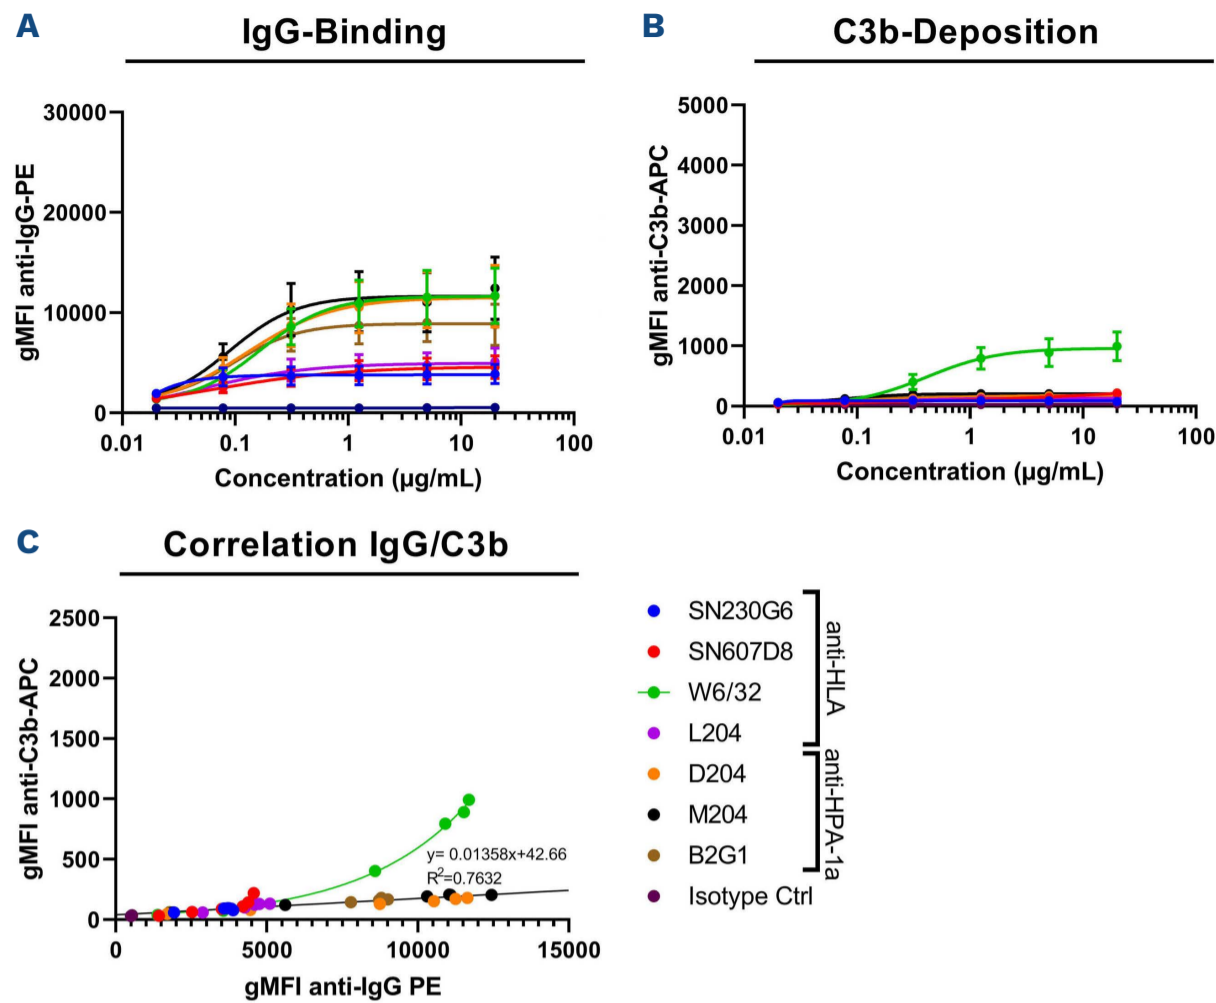 A
IgG-Binding
gMFI anti-IgG-PE
30000
20000
10000
0
0.01
0.1
1
10
100
Concentration (µg/mL)
B
C3b-Deposition
gMFI anti-C3b-APC
5000
4000
3000
2000
1000
0
0.01
0.1
1
10
100
Concentration (µg/mL)
C
Correlation IgG/C3b
gMFI anti-C3b-APC
2500
2000
1500
1000
500
0
y= 0.01358x+42.66
R²=0.7632
0
5000
10000
15000
gMFI anti-IgG PE
SN230G6
SN607D8
W6/32
L204
D204
M204
B2G1
Isotype Ctrl
anti-HLA
anti-HPA-1a